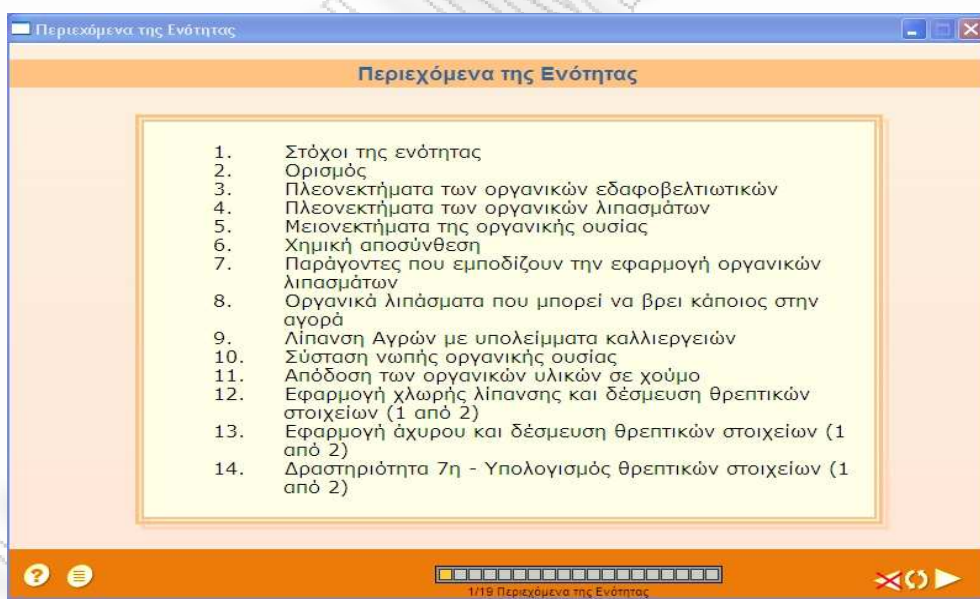 Περιεχόμενα της Ενότητας
Περιεχόμενα της Ενότητας
1. Στόχοι της ενότητας
2. Ορισμός
3. Πλεονεκτήματα των οργανικών εδαφοβελτιωτικών
4. Πλεονεκτήματα των οργανικών λιπασμάτων
5. Μειονεκτήματα της οργανικής ουσίας
6. Χημική αποσύνθεση
7. Παράγοντες που εμποδίζουν την εφαρμογή οργανικών
λιπασμάτων
8. Οργανικά λιπάσματα που μπορεί να βρει κάποιος στην
αγορά
9. Λίπανση Αγρών με υπολείμματα καλλιεργειών
10. Σύσταση νωπής οργανικής ουσίας
11. Απόδοση των οργανικών υλικών σε χούμο
12. Εφαρμογή χλωρής λίπανσης και δέσμευση θρεπτικών
στοιχείων (1 από 2)
13. Εφαρμογή άχυρου και δέσμευση θρεπτικών στοιχείων (1
από 2)
14. Δραστηριότητα 7η - Υπολογισμός θρεπτικών στοιχείων (1
από 2)
1/19 Περιεχόμενα της Ενότητας